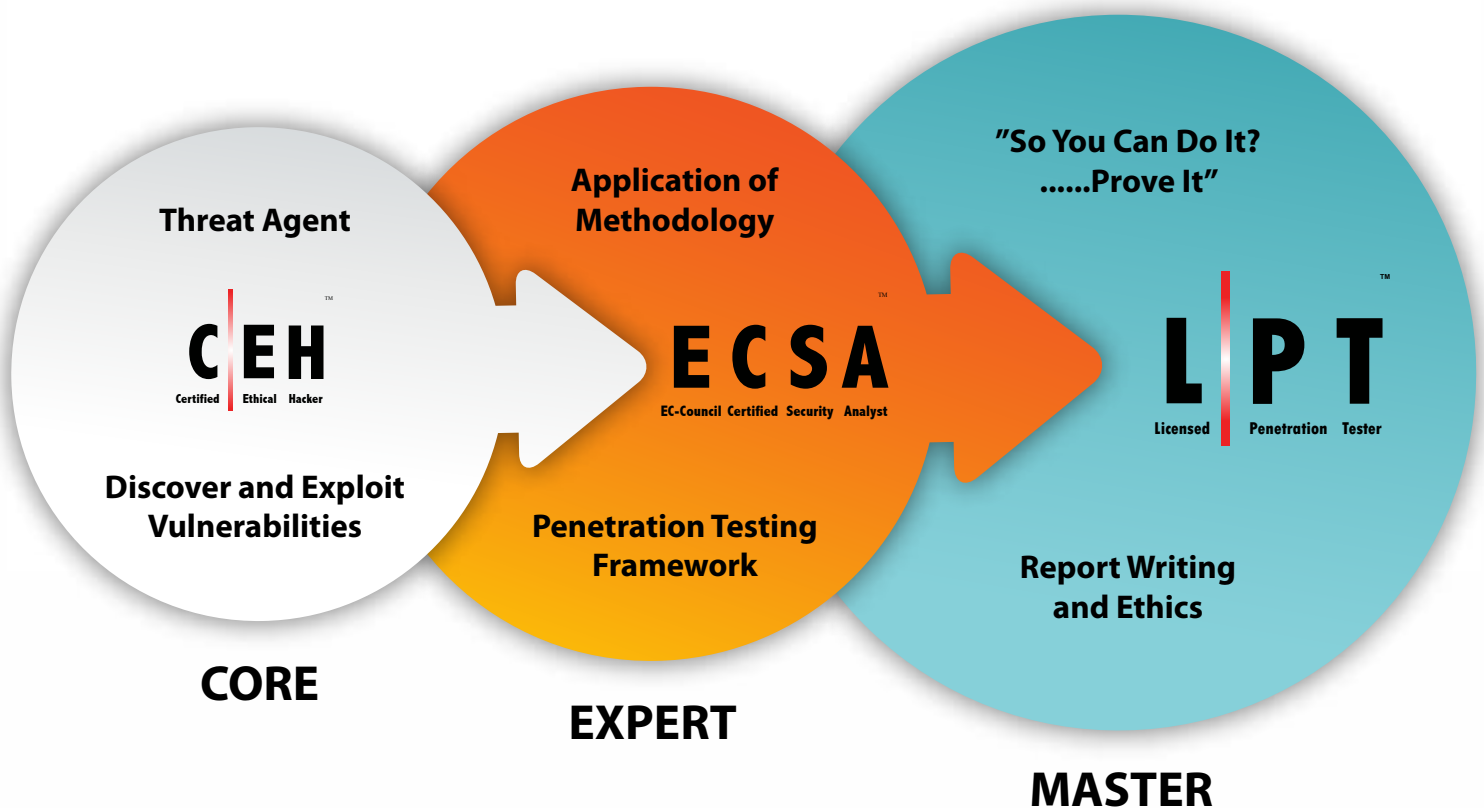 Threat Agent
™
C|EH
Certified Ethical Hacker
Discover and Exploit
Vulnerabilities
CORE
Application of
Methodology
™
ECSA
EC-Council Certified Security Analyst
Penetration Testing
Framework
EXPERT
"So You Can Do It?
......Prove It"
™
L|PT
Licensed Penetration Tester
Report Writing
and Ethics
MASTER